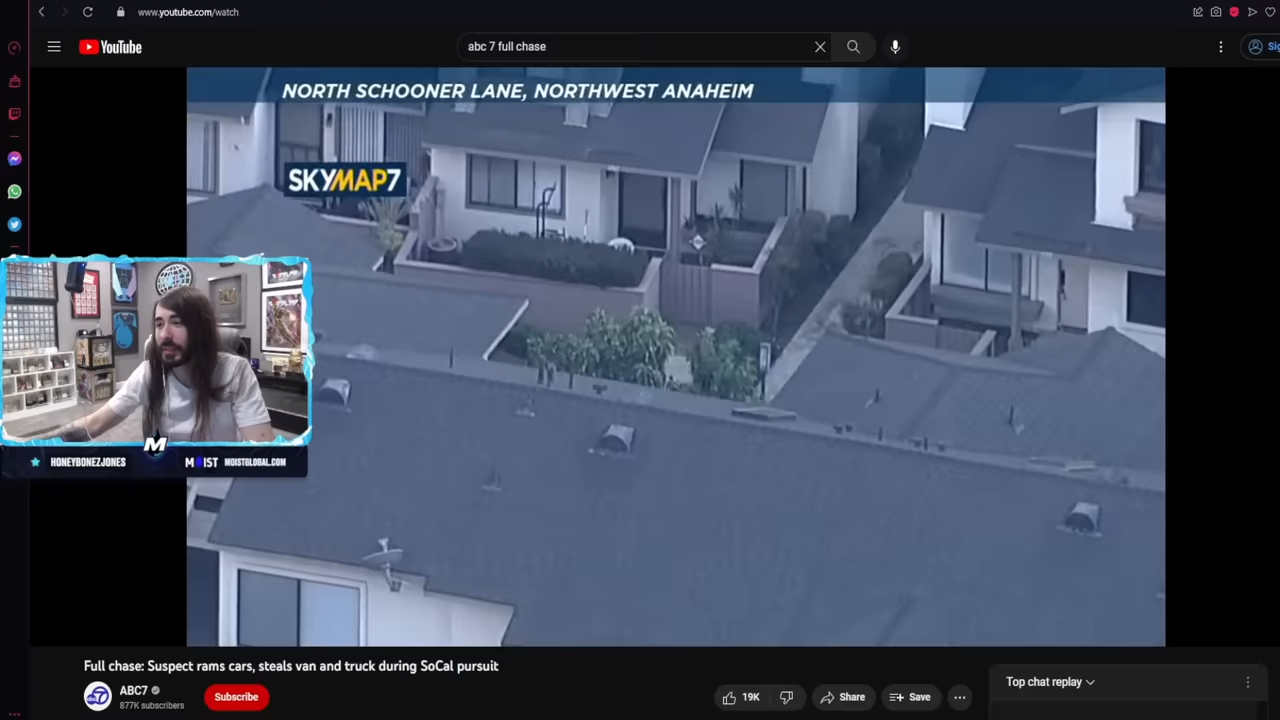 www.youtube.com/watch
YouTube
abc 7 full chase
Sig
NORTH SCHOONER LANE, NORTHWEST ANAHEIM
SKYMAP7
M
HONEYBONEZJONES
MOIST
MOISTGLOBAL.COM
Full chase: Suspect rams cars, steals van and truck during SoCal pursuit
ABC7
877K subscribers
Subscribe
19K
Share
Save
Top chat replay